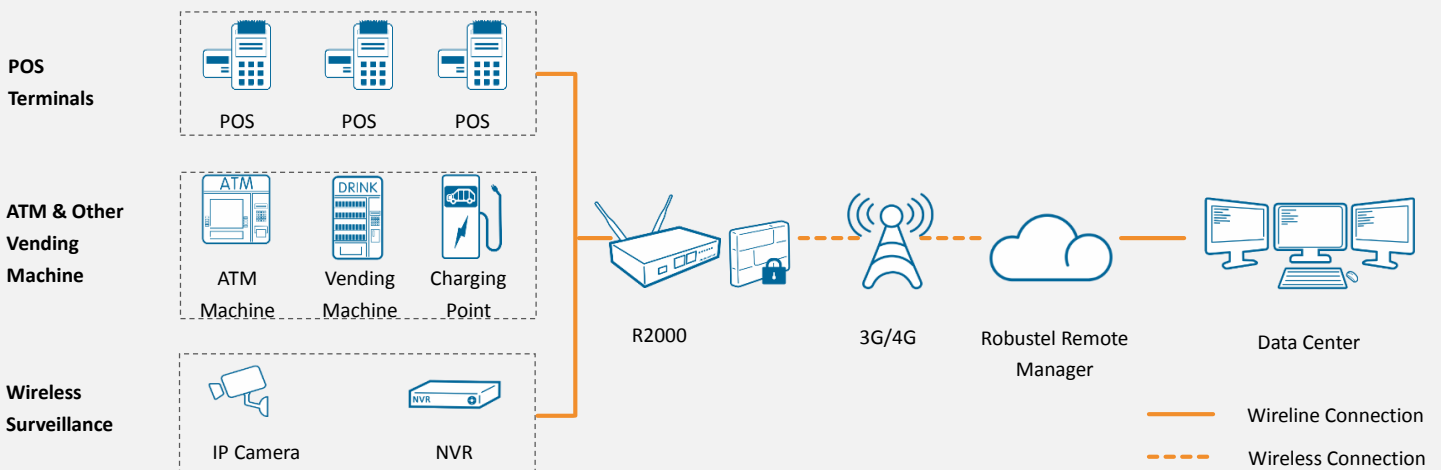 POS
Terminals
POS
POS
POS
ATM & Other
Vending
Machine
ATM
DRINK
ATM
Machine
Vending
Machine
Charging
Point
R2000
3G/4G
Robustel Remote
Manager
Data Center
Wireless
Surveillance
NVR
IP Camera
NVR
Wireline Connection
Wireless Connection